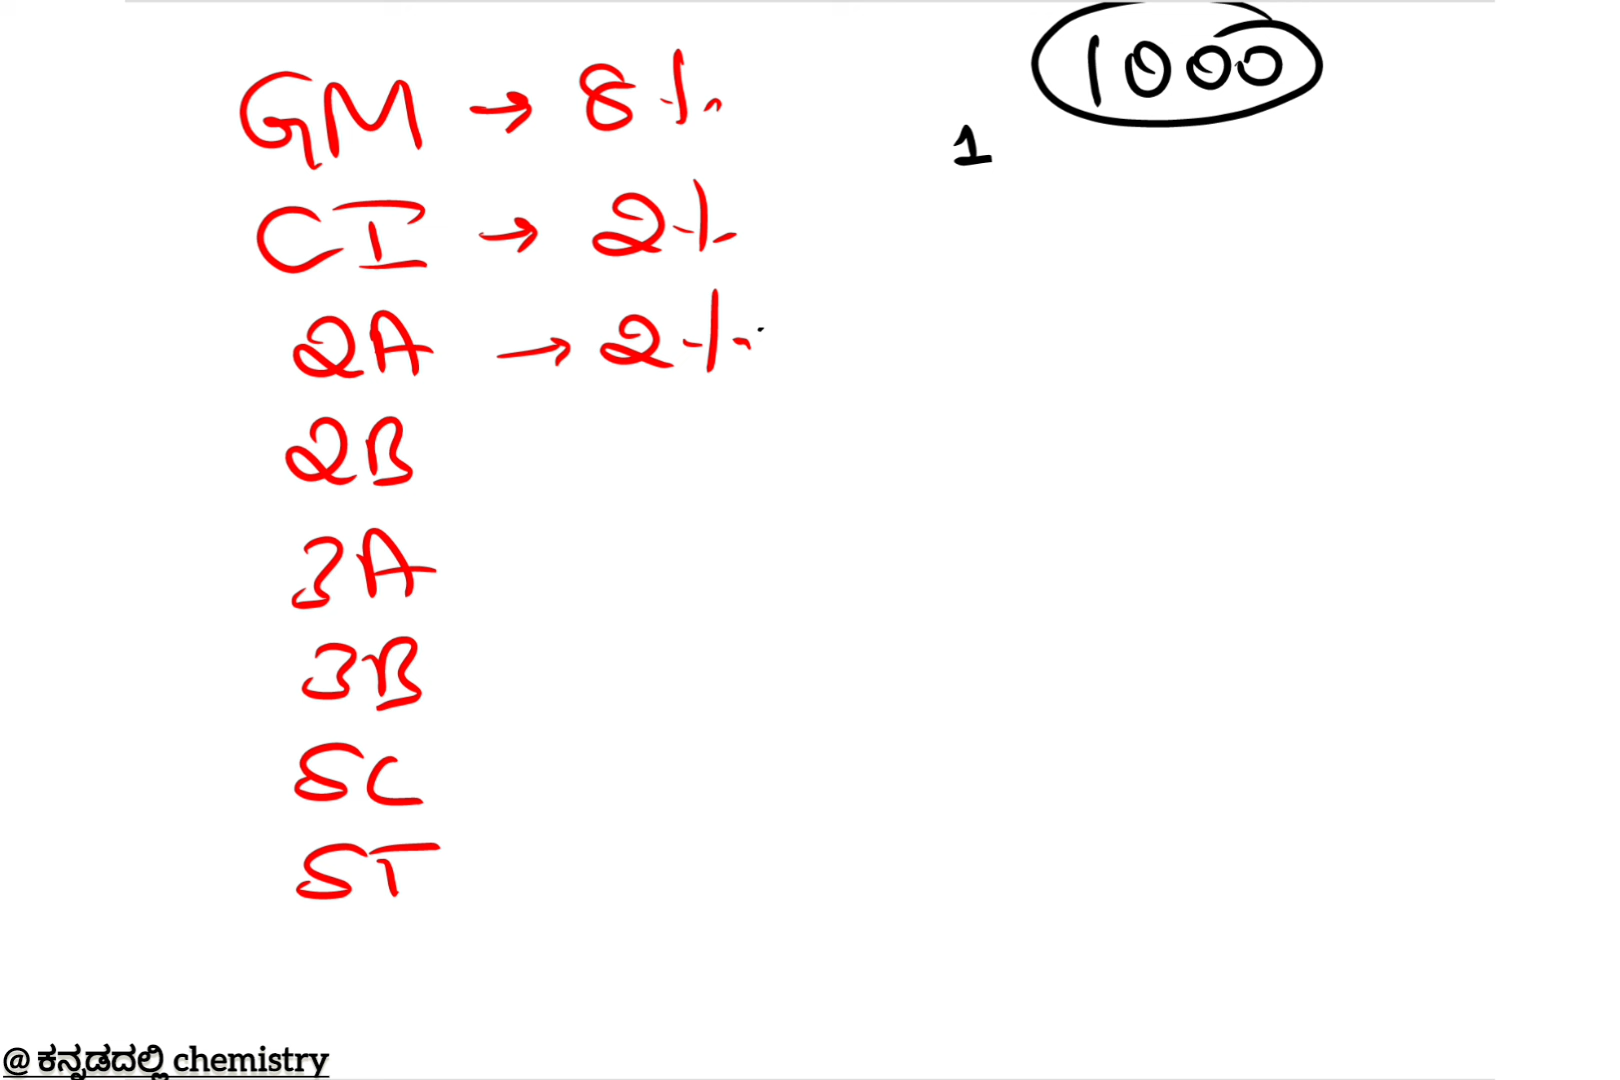 1000
GM → 8%
1
CI → 2%
2A → 2%
2B
3A
3B
SC
ST
@ ಕನ್ನಡದಲ್ಲಿ chemistry